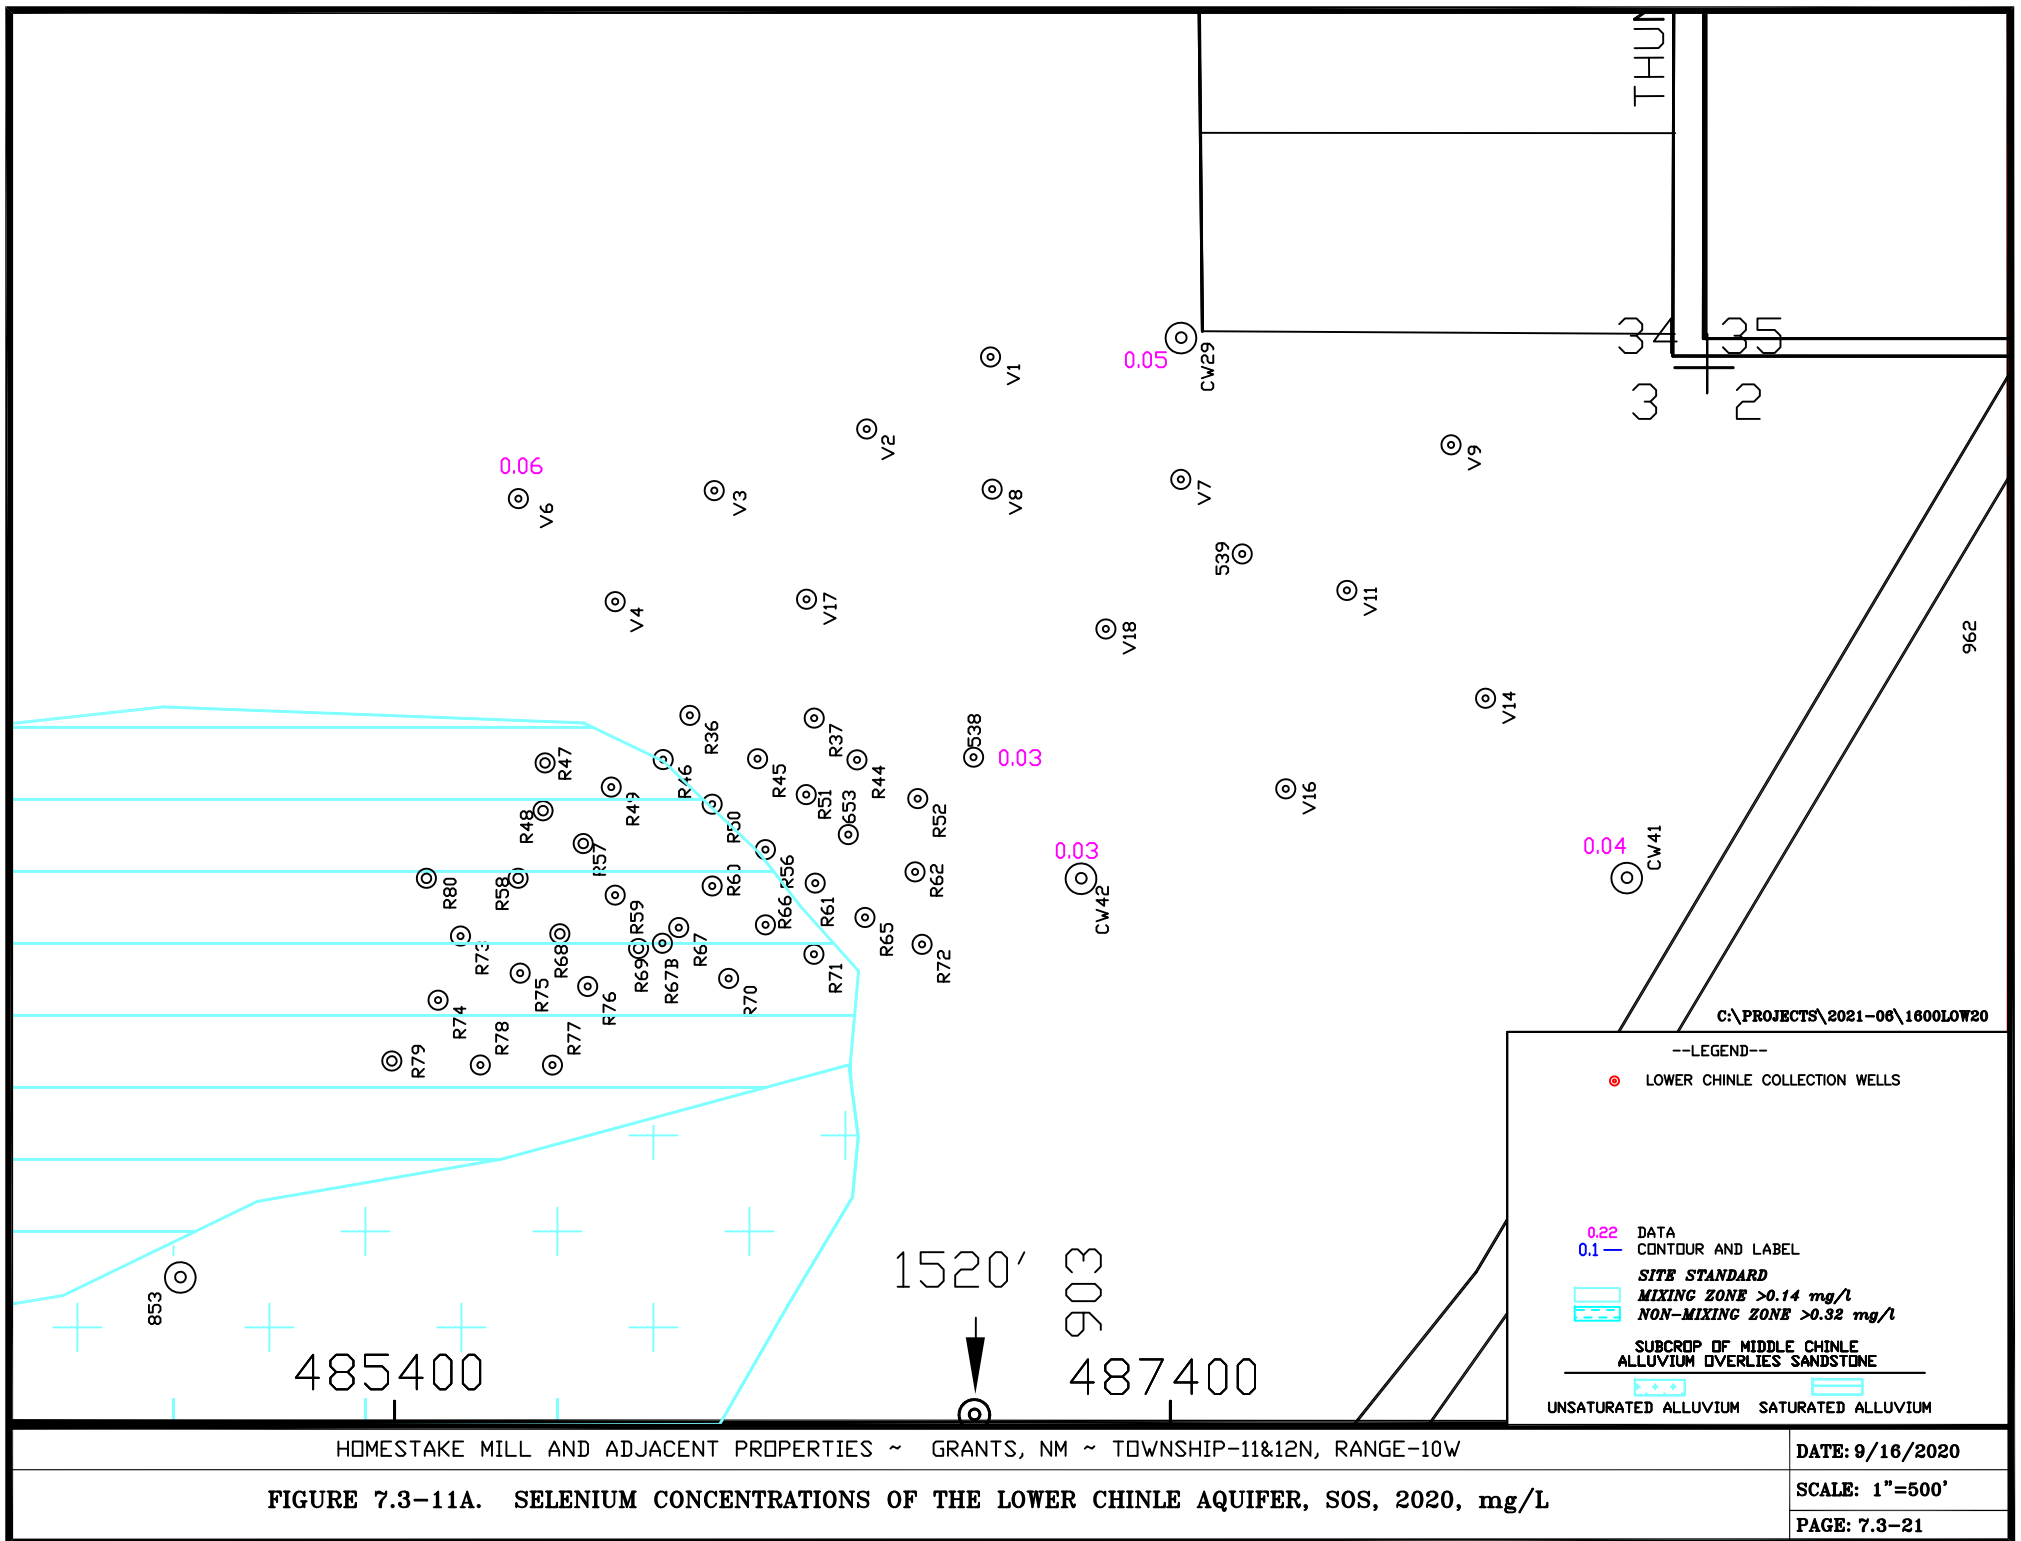 THUN
34 35
3 2
0.05
CW29
V1
V2
V9
0.06
V6
V3
V8
V7
539
V11
V4
V17
V18
962
V14
R36
R37
538
0.03
R47
R46
R45
R44
R49
R51
653
R52
V16
R48
R50
R57
R56
0.03
CW42
0.04
CW41
R80
R58
R60
R61
R62
R59
R66
R65
R73
R68
R69
R67B
R67
R71
R72
R75
R76
R70
R74
R78
R77
R79
853
1520'
903
485400
487400
C:\PROJECTS\2021-06\1600LOW20
--LEGEND--
LOWER CHINLE COLLECTION WELLS
0.22 DATA
0.1 — CONTOUR AND LABEL
SITE STANDARD
MIXING ZONE >0.14 mg/l
NON-MIXING ZONE >0.32 mg/l
SUBCROP OF MIDDLE CHINLE
ALLUVIUM OVERLIES SANDSTONE
UNSATURATED ALLUVIUM SATURATED ALLUVIUM
HOMESTAKE MILL AND ADJACENT PROPERTIES ~ GRANTS, NM ~ TOWNSHIP-11&12N, RANGE-10W
DATE: 9/16/2020
FIGURE 7.3-11A. SELENIUM CONCENTRATIONS OF THE LOWER CHINLE AQUIFER, SOS, 2020, mg/L
SCALE: 1"=500'
PAGE: 7.3-21